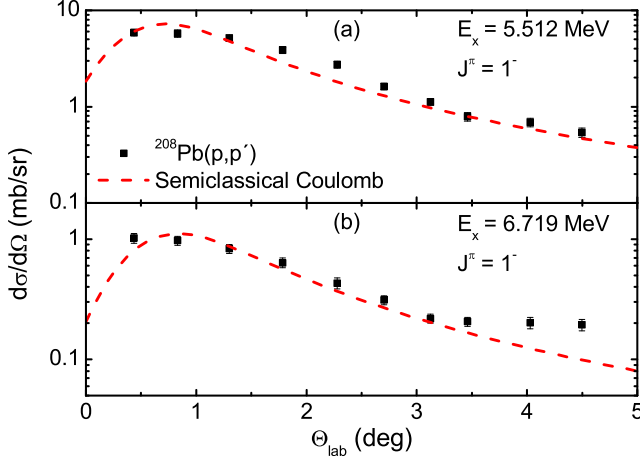 10
(a)
E_x = 5.512 MeV
J^π = 1^-
1
²⁰⁸Pb(p,p´)
Semiclassical Coulomb
0.1
(b)
E_x = 6.719 MeV
J^π = 1^-
1
0.1
dσ/dΩ (mb/sr)
0 1 2 3 4 5
Θ_lab (deg)